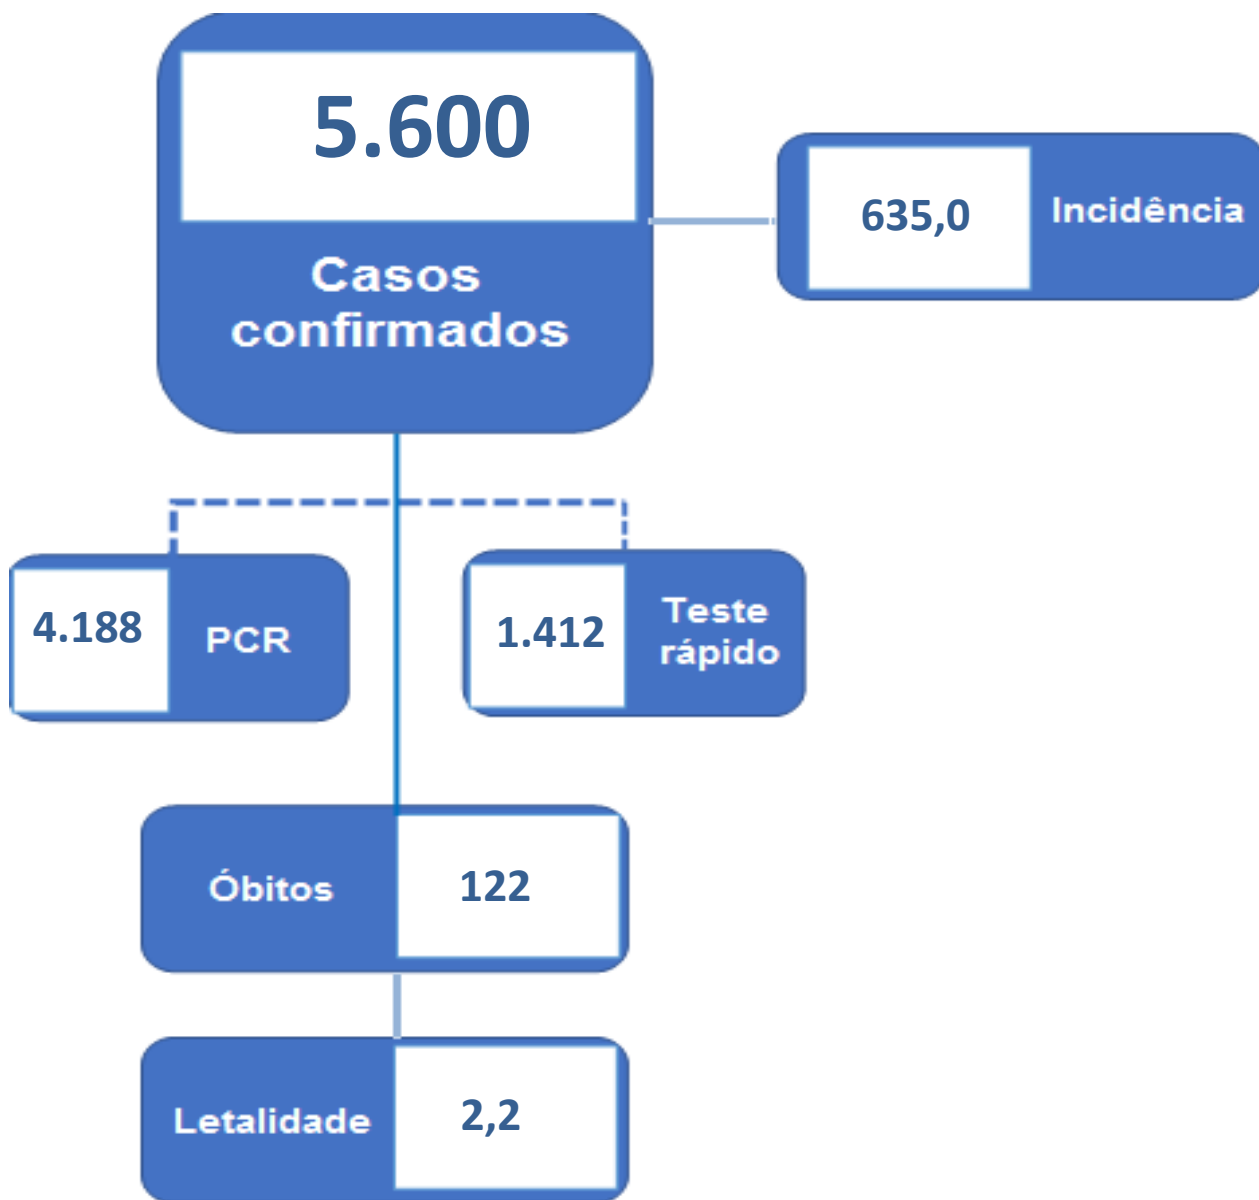 5.600
Casos
confirmados
635,0
Incidência
4.188
PCR
1.412
Teste
rápido
Óbitos
122
Letalidade
2,2